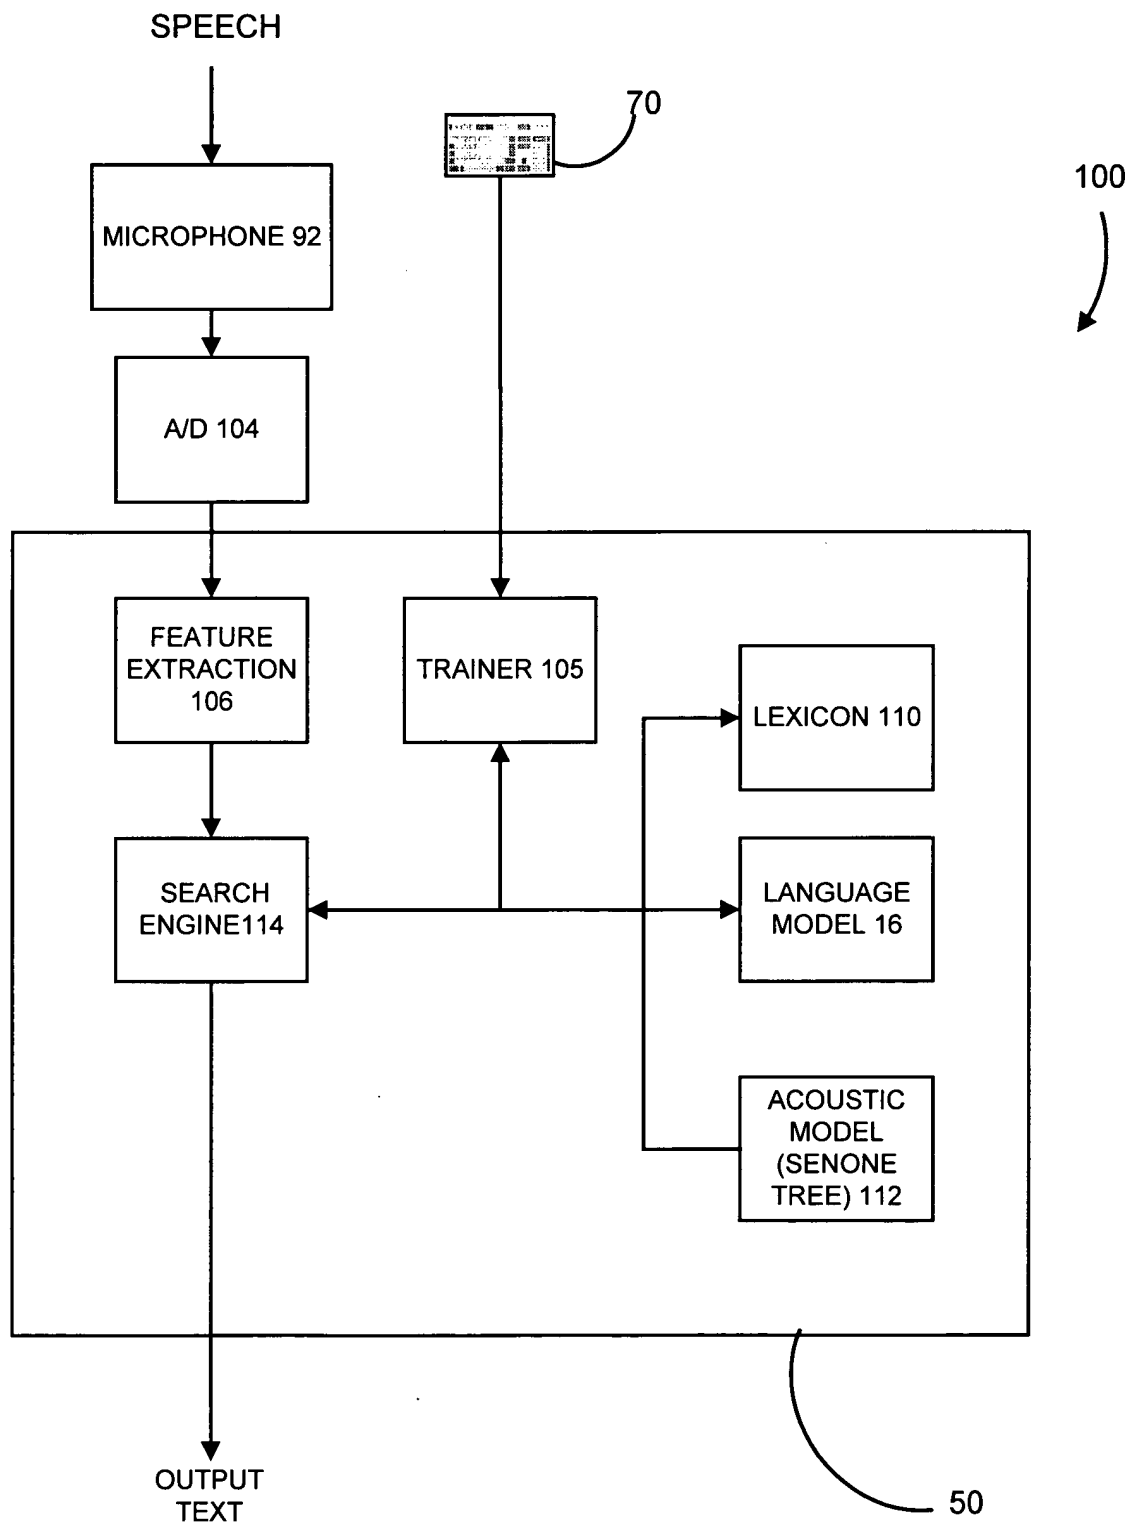 SPEECH
70
100
MICROPHONE 92
A/D 104
FEATURE
EXTRACTION
106
TRAINER 105
LEXICON 110
SEARCH
ENGINE114
LANGUAGE
MODEL 16
ACOUSTIC
MODEL
(SENONE
TREE) 112
OUTPUT
TEXT
50